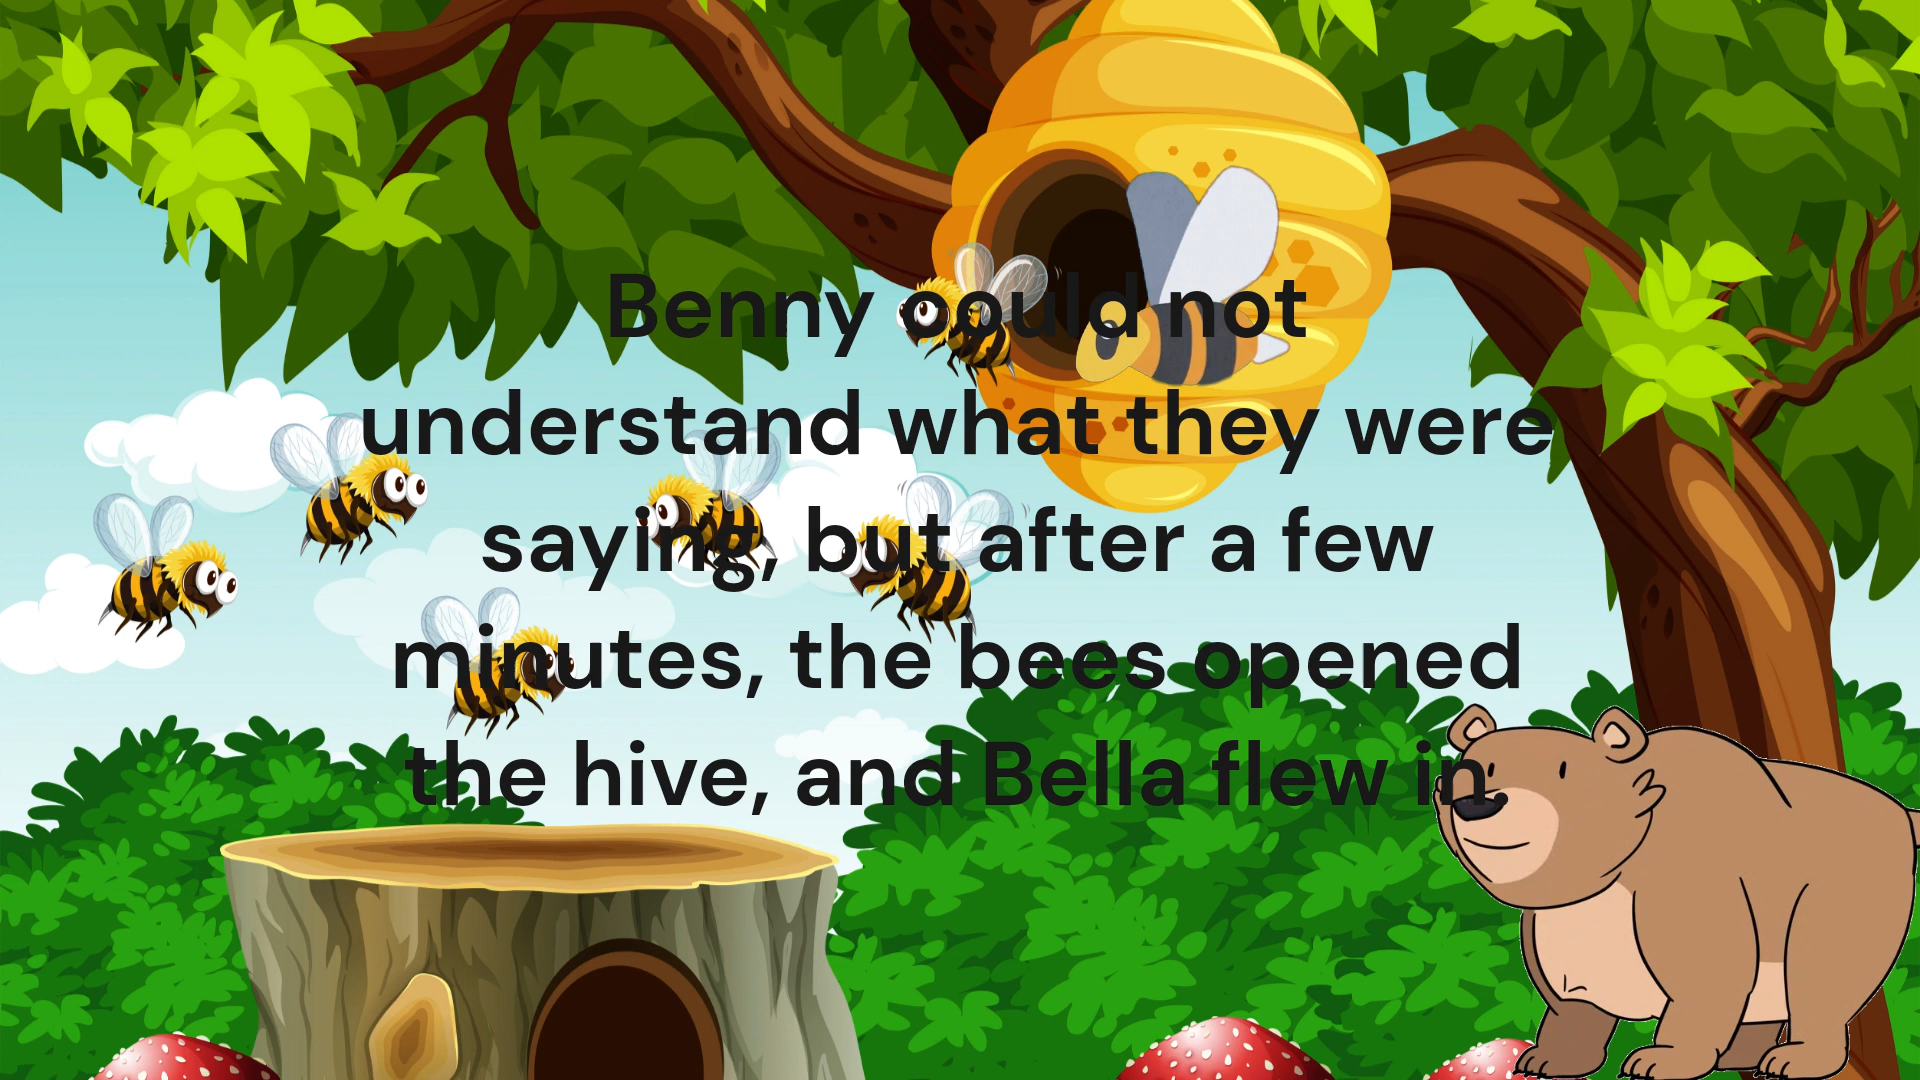 Benny could not
understand what they were
saying, but after a few
minutes, the bees opened
the hive, and Bella flew in.